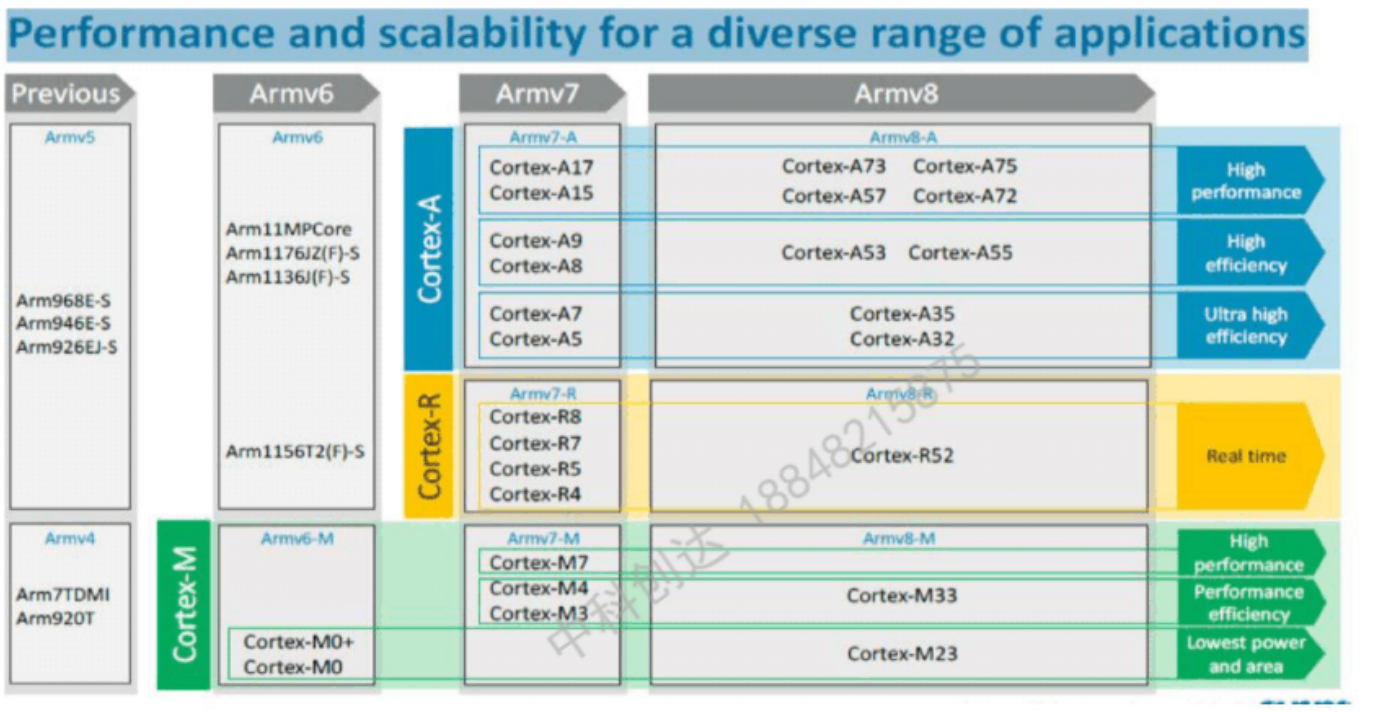 Performance and scalability for a diverse range of applications
Previous
Armv6
Armv7
Armv8
Armv5
Arm968E-S
Arm946E-S
Arm926EJ-S
Armv4
Arm7TDMI
Arm920T
Armv6
Arm11MPCore
Arm1176JZ(F)-S
Arm1136J(F)-S
Arm1156T2(F)-S
Cortex-A
Armv7-A
Armv8-A
Cortex-A17
Cortex-A15
Cortex-A73 Cortex-A75
Cortex-A57 Cortex-A72
High
performance
Cortex-A9
Cortex-A8
Cortex-A53 Cortex-A55
High
efficiency
Cortex-A7
Cortex-A5
Cortex-A35
Cortex-A32
Ultra high
efficiency
Cortex-R
Armv7-R
Armv8-R
Cortex-R8
Cortex-R7
Cortex-R5
Cortex-R4
Cortex-R52
Real time
Cortex-M
Armv6-M
Armv7-M
Armv8-M
Cortex-M7
High
performance
Cortex-M4
Cortex-M3
Cortex-M33
Performance
efficiency
Cortex-M0+
Cortex-M0
Cortex-M23
Lowest power
and area
中科创达 18848215875